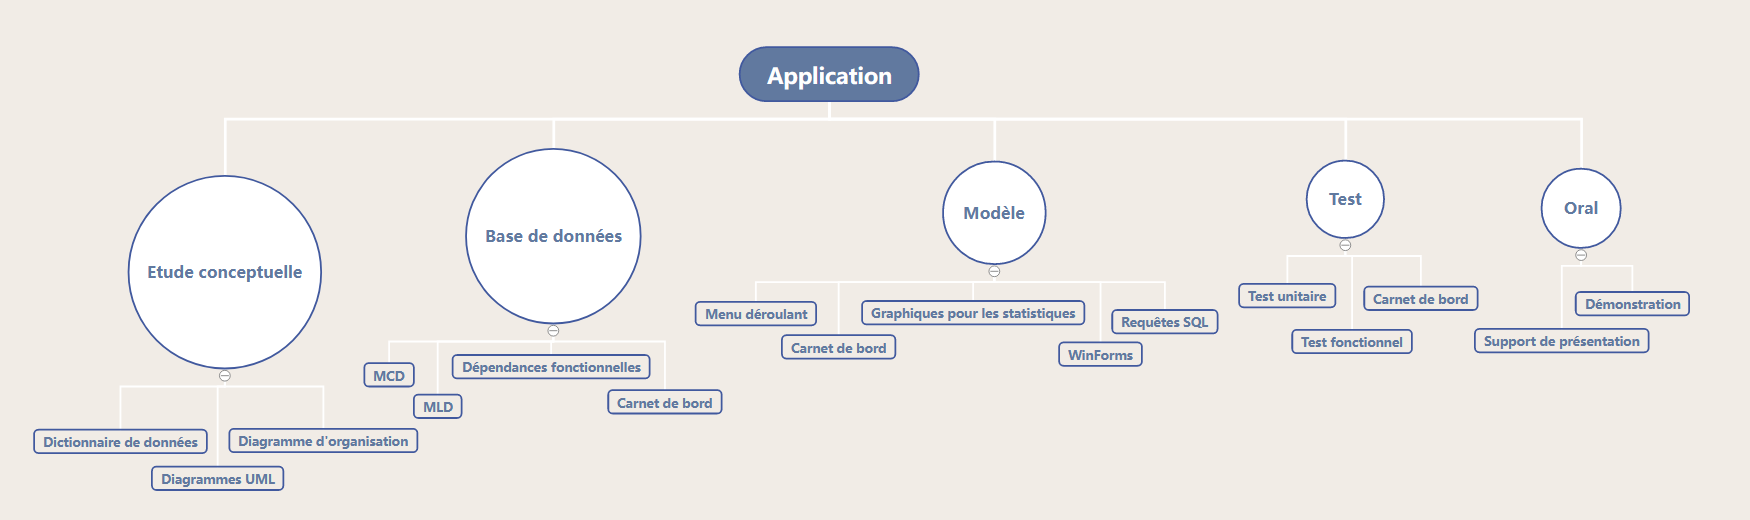 Application
Etude conceptuelle
Dictionnaire de données
Diagrammes UML
Diagramme d'organisation
Base de données
MCD
MLD
Dépendances fonctionnelles
Carnet de bord
Modèle
Menu déroulant
Carnet de bord
Graphiques pour les statistiques
WinForms
Requêtes SQL
Test
Test unitaire
Test fonctionnel
Carnet de bord
Oral
Support de présentation
Démonstration